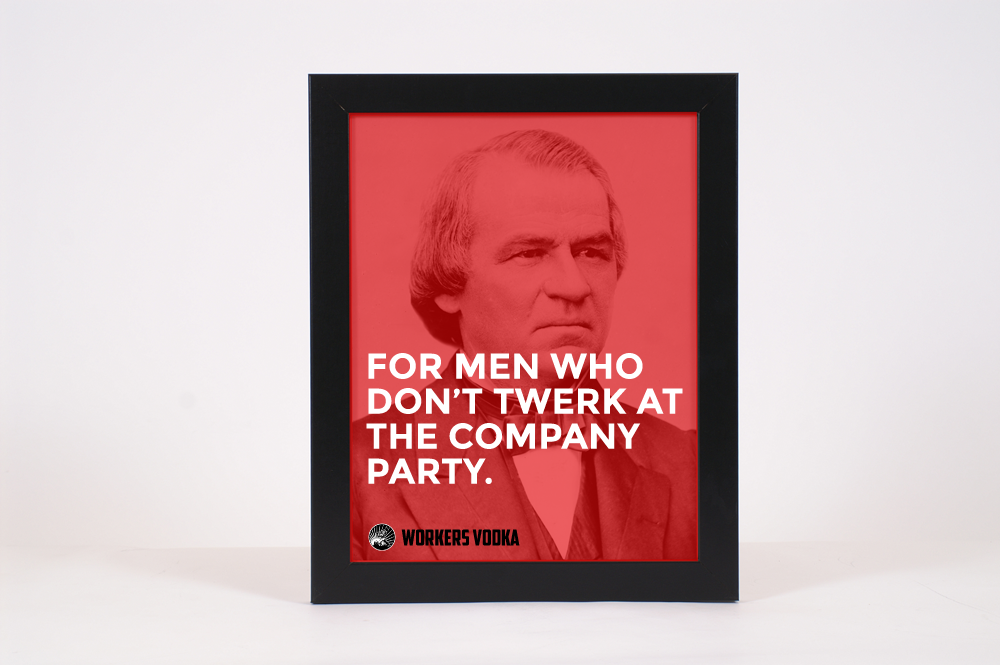 FOR MEN WHO
DON'T TWERK AT
THE COMPANY
PARTY.
WORKERS VODKA